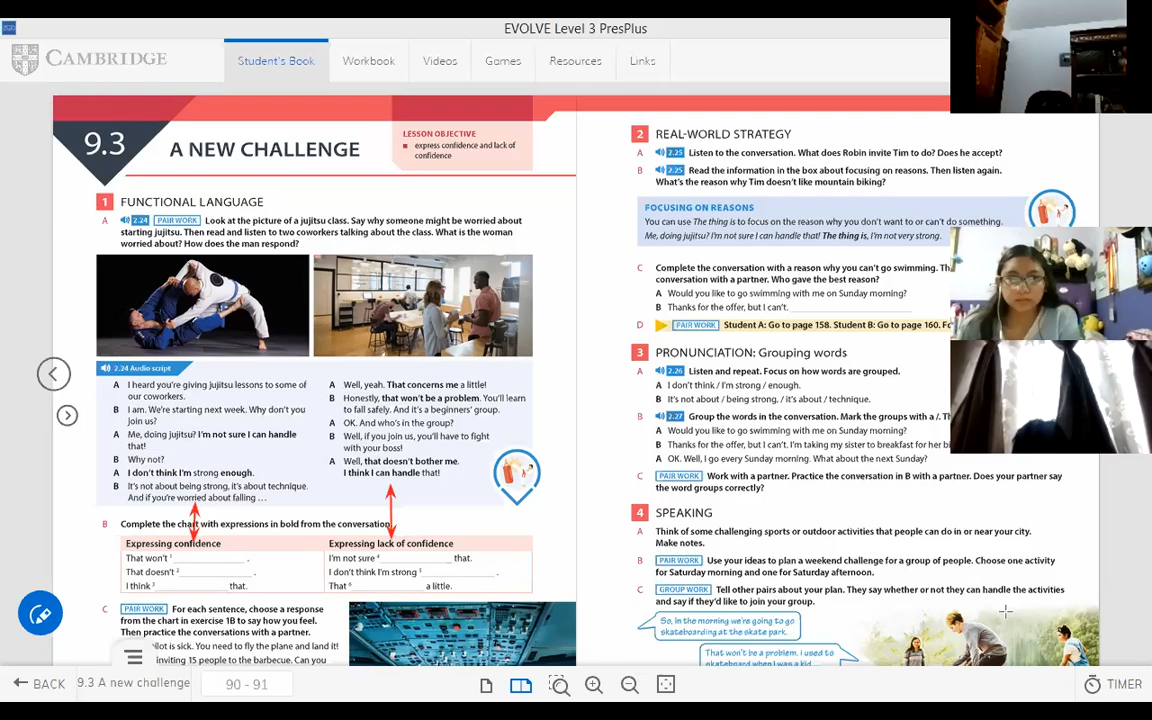 EVOLVE Level 3 PresPlus
CAMBRIDGE
Student's Book
Workbook
Videos
Games
Resources
Links
9.3
A NEW CHALLENGE
LESSON OBJECTIVE
■ express confidence and lack of
confidence
1 FUNCTIONAL LANGUAGE
A 2.24 PAIR WORK Look at the picture of a jujitsu class. Say why someone might be worried about
starting jujitsu. Then read and listen to two coworkers talking about the class. What is the woman
worried about? How does the man respond?
2.24 Audio script
A I heard you're giving jujitsu lessons to some of
our coworkers.
B I am. We're starting next week. Why don't you
join us?
A Me, doing jujitsu? I'm not sure I can handle
that!
B Why not?
A I don't think I'm strong enough.
B It's not about being strong, it's about technique.
And if you're worried about falling …
A Well, yeah. That concerns me a little!
B Honestly, that won't be a problem. You'll learn
to fall safely. And it's a beginners' group.
A OK. And who's in the group?
B Well, if you join us, you'll have to fight
with your boss!
A Well, that doesn't bother me.
I think I can handle that!
B Complete the chart with expressions in bold from the conversation.
Expressing confidence
Expressing lack of confidence
That won't 1 .
I'm not sure 4 that.
That doesn't 2 .
I don't think I'm strong 5 .
I think 3 that.
That 6 a little.
C PAIR WORK For each sentence, choose a response
from the chart in exercise 1B to say how you feel.
Then practice the conversations with a partner.
pilot is sick. You need to fly the plane and land it!
inviting 15 people to the barbecue. Can you
2 REAL-WORLD STRATEGY
A 2.25 Listen to the conversation. What does Robin invite Tim to do? Does he accept?
B 2.25 Read the information in the box about focusing on reasons. Then listen again.
What's the reason why Tim doesn't like mountain biking?
FOCUSING ON REASONS
You can use The thing is to focus on the reason why you don't want to or can't do something.
Me, doing jujitsu? I'm not sure I can handle that! The thing is, I'm not very strong.
C Complete the conversation with a reason why you can't go swimming. Th
conversation with a partner. Who gave the best reason?
A Would you like to go swimming with me on Sunday morning?
B Thanks for the offer, but I can't.
D PAIR WORK Student A: Go to page 158. Student B: Go to page 160. Fo
3 PRONUNCIATION: Grouping words
A 2.26 Listen and repeat. Focus on how words are grouped.
A I don't think / I'm strong / enough.
B It's not about / being strong, / it's about / technique.
B 2.27 Group the words in the conversation. Mark the groups with a /. Th
A Would you like to go swimming with me on Sunday morning?
B Thanks for the offer, but I can't. I'm taking my sister to breakfast for her bi
A OK. Well, I go every Sunday morning. What about the next Sunday?
C PAIR WORK Work with a partner. Practice the conversation in B with a partner. Does your partner say
the word groups correctly?
4 SPEAKING
A Think of some challenging sports or outdoor activities that people can do in or near your city.
Make notes.
B PAIR WORK Use your ideas to plan a weekend challenge for a group of people. Choose one activity
for Saturday morning and one for Saturday afternoon.
C GROUP WORK Tell other pairs about your plan. They say whether or not they can handle the activities
and say if they'd like to join your group.
So, in the morning we're going to go
skateboarding at the skate park.
That won't be a problem. I used to
skateboard when I was a kid.
BACK
9.3 A new challenge
90 - 91
TIMER